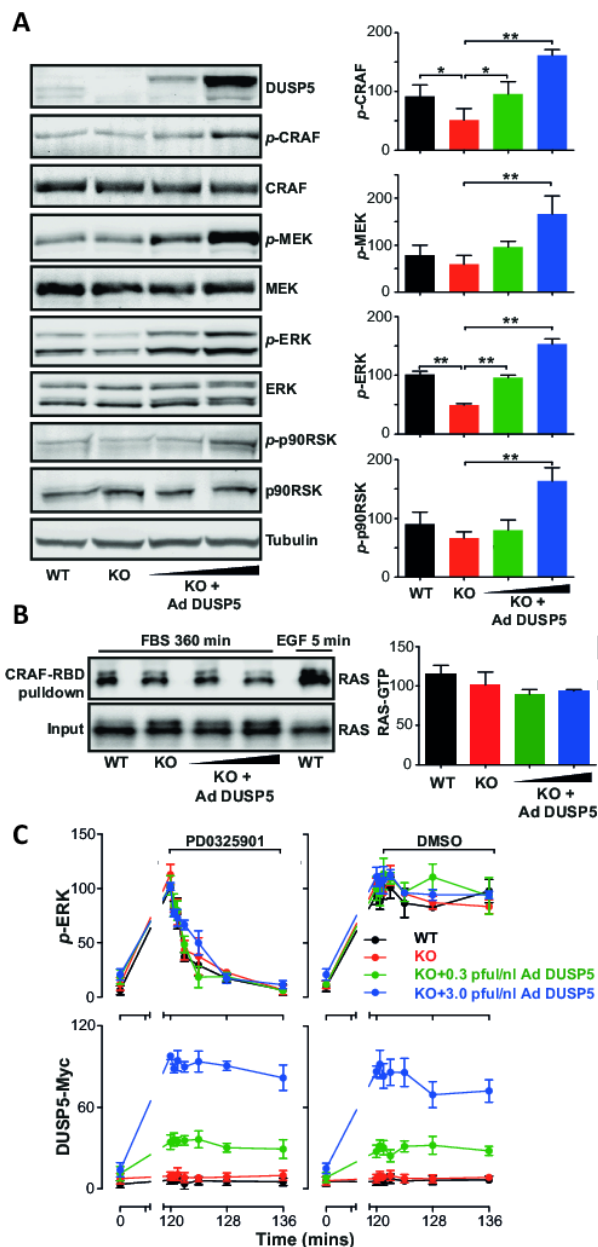 A
DUSP5
p-CRAF
CRAF
p-MEK
MEK
p-ERK
ERK
p-p90RSK
p90RSK
Tubulin
WT KO KO +
Ad DUSP5
p-CRAF
200
100
0
* * **
p-MEK
200
100
0
**
p-ERK
200
100
0
** ** **
p-p90RSK
200
100
0
**
WT KO KO +
Ad DUSP5
B
FBS 360 min EGF 5 min
CRAF-RBD
pulldown
RAS
Input
RAS
WT KO KO + WT
Ad DUSP5
RAS-GTP
150
100
50
0
WT KO KO +
Ad DUSP5
C
PD0325901 DMSO
p-ERK
150
100
50
0
WT
KO
KO+0.3 pful/nl Ad DUSP5
KO+3.0 pful/nl Ad DUSP5
DUSP5-Myc
120
60
0
0 120 128 136 0 120 128 136
Time (mins)